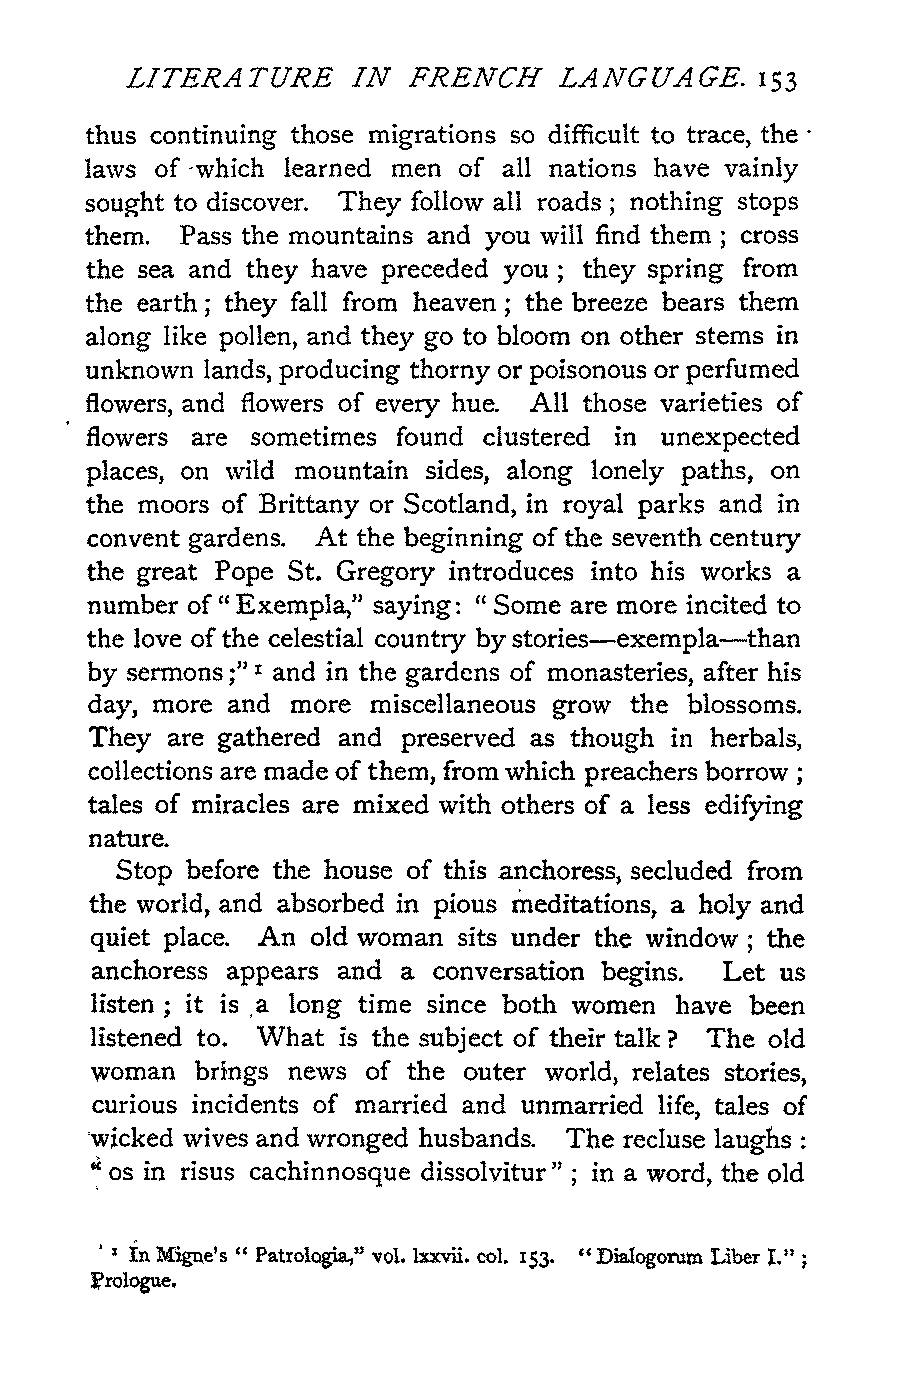 LITERATURE IN FRENCH LANGUAGE. 153
thus continuing those migrations so difficult to trace, the
laws of which learned men of all nations have vainly
sought to discover. They follow all roads ; nothing stops
them. Pass the mountains and you will find them ; cross
the sea and they have preceded you ; they spring from
the earth ; they fall from heaven ; the breeze bears them
along like pollen, and they go to bloom on other stems in
unknown lands, producing thorny or poisonous or perfumed
flowers, and flowers of every hue. All those varieties of
flowers are sometimes found clustered in unexpected
places, on wild mountain sides, along lonely paths, on
the moors of Brittany or Scotland, in royal parks and in
convent gardens. At the beginning of the seventh century
the great Pope St. Gregory introduces into his works a
number of “ Exempla,” saying: “ Some are more incited to
the love of the celestial country by stories—exempla—than
by sermons ;” ¹ and in the gardens of monasteries, after his
day, more and more miscellaneous grow the blossoms.
They are gathered and preserved as though in herbals,
collections are made of them, from which preachers borrow ;
tales of miracles are mixed with others of a less edifying
nature.
Stop before the house of this anchoress, secluded from
the world, and absorbed in pious meditations, a holy and
quiet place. An old woman sits under the window ; the
anchoress appears and a conversation begins. Let us
listen ; it is a long time since both women have been
listened to. What is the subject of their talk ? The old
woman brings news of the outer world, relates stories,
curious incidents of married and unmarried life, tales of
wicked wives and wronged husbands. The recluse laughs :
“ os in risus cachinnosque dissolvitur ” ; in a word, the old
¹ In Migne's “ Patrologia,” vol. lxxvii. col. 153. “ Dialogorum Liber I.” ;
Prologue.